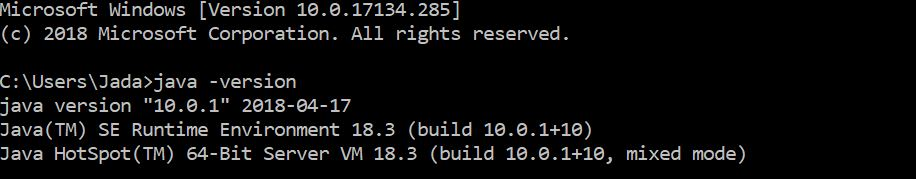 Microsoft Windows [Version 10.0.17134.285]
(c) 2018 Microsoft Corporation. All rights reserved.
C:\Users\Jada>java -version
java version "10.0.1" 2018-04-17
Java(TM) SE Runtime Environment 18.3 (build 10.0.1+10)
Java HotSpot(TM) 64-Bit Server VM 18.3 (build 10.0.1+10, mixed mode)